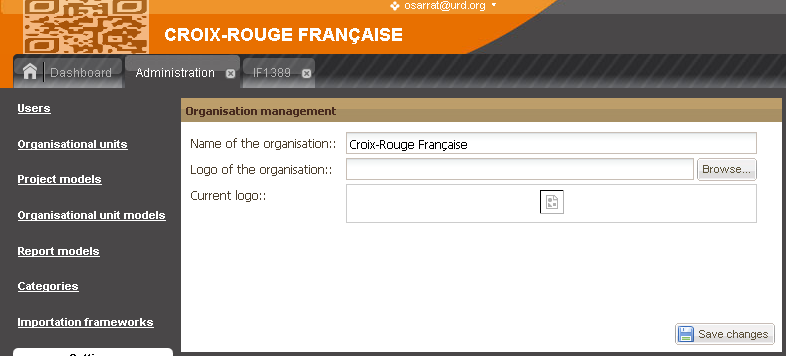 osarrat@urd.org
CROIX-ROUGE FRANÇAISE
Dashboard Administration IF1389
Users
Organisational units
Project models
Organisational unit models
Report models
Categories
Importation frameworks
Organisation management
Name of the organisation:: Croix-Rouge Française
Logo of the organisation:: Browse...
Current logo::
Save changes